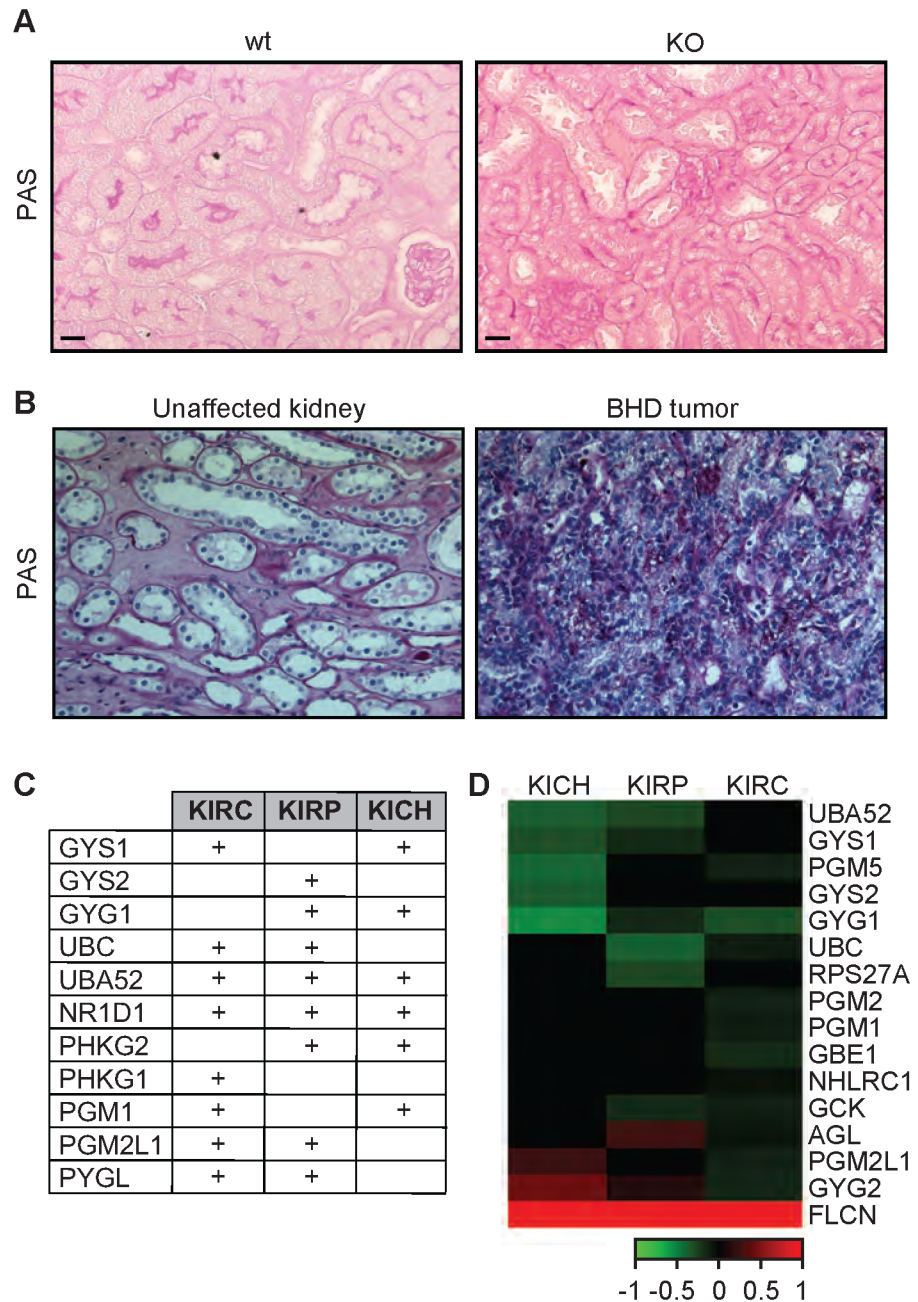 A
wt KO
PAS
B
Unaffected kidney BHD tumor
PAS
C
KIRC KIRP KICH
GYS1 + +
GYS2 +
GYG1 + +
UBC + +
UBA52 + + +
NR1D1 + + +
PHKG2 + +
PHKG1 +
PGM1 + +
PGM2L1 + +
PYGL + +
D
KICH KIRP KIRC
UBA52
GYS1
PGM5
GYS2
GYG1
UBC
RPS27A
PGM2
PGM1
GBE1
NHLRC1
GCK
AGL
PGM2L1
GYG2
FLCN
-1 -0.5 0 0.5 1